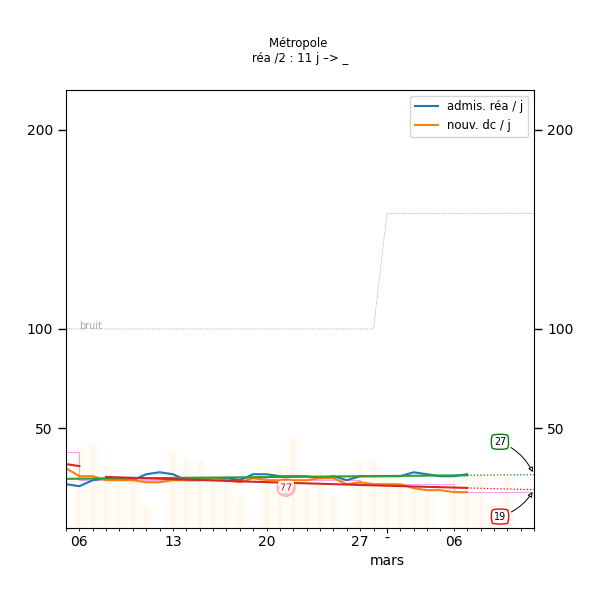 Métropole
réa /2 : 11 j –> _
admis. réa / j
nouv. dc / j
200
200
bruit
100
100
50
50
27
77
19
06
13
20
27
-
06
mars